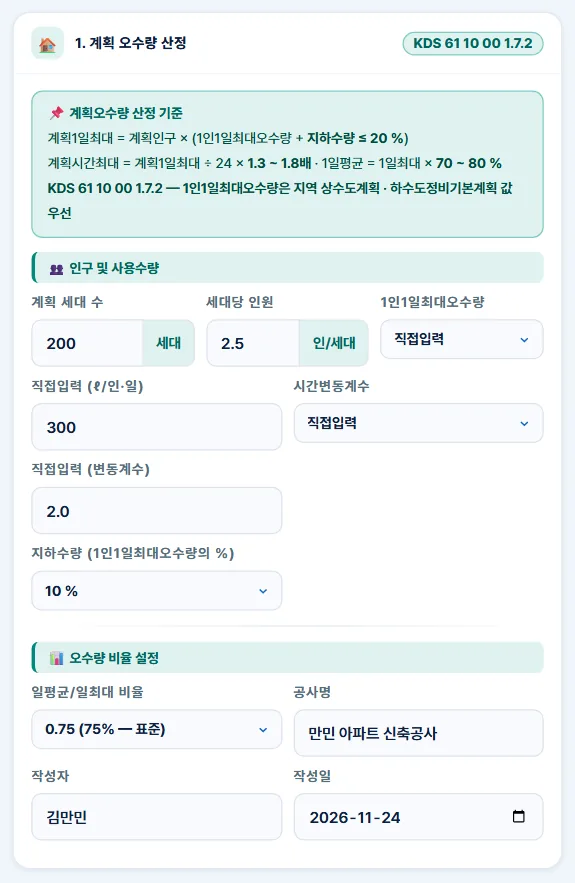 1. 계획 오수량 산정
KDS 61 10 00 1.7.2
계획오수량 산정 기준
계획1일최대 = 계획인구 × (1인1일최대오수량 + 지하수량 ≤ 20 %)
계획시간최대 = 계획1일최대 ÷ 24 × 1.3 ~ 1.8배 · 1일평균 = 1일최대 × 70 ~ 80 %
KDS 61 10 00 1.7.2 — 1인1일최대오수량은 지역 상수도계획 · 하수도정비기본계획 값
우선
인구 및 사용수량
계획 세대 수
세대당 인원
1인1일최대오수량
200 세대
2.5 인/세대
직접입력
직접입력 (ℓ/인·일)
시간변동계수
300
직접입력
직접입력 (변동계수)
2.0
지하수량 (1인1일최대오수량의 %)
10 %
오수량 비율 설정
일평균/일최대 비율
공사명
0.75 (75% — 표준)
만민 아파트 신축공사
작성자
작성일
김만민
2026-11-24